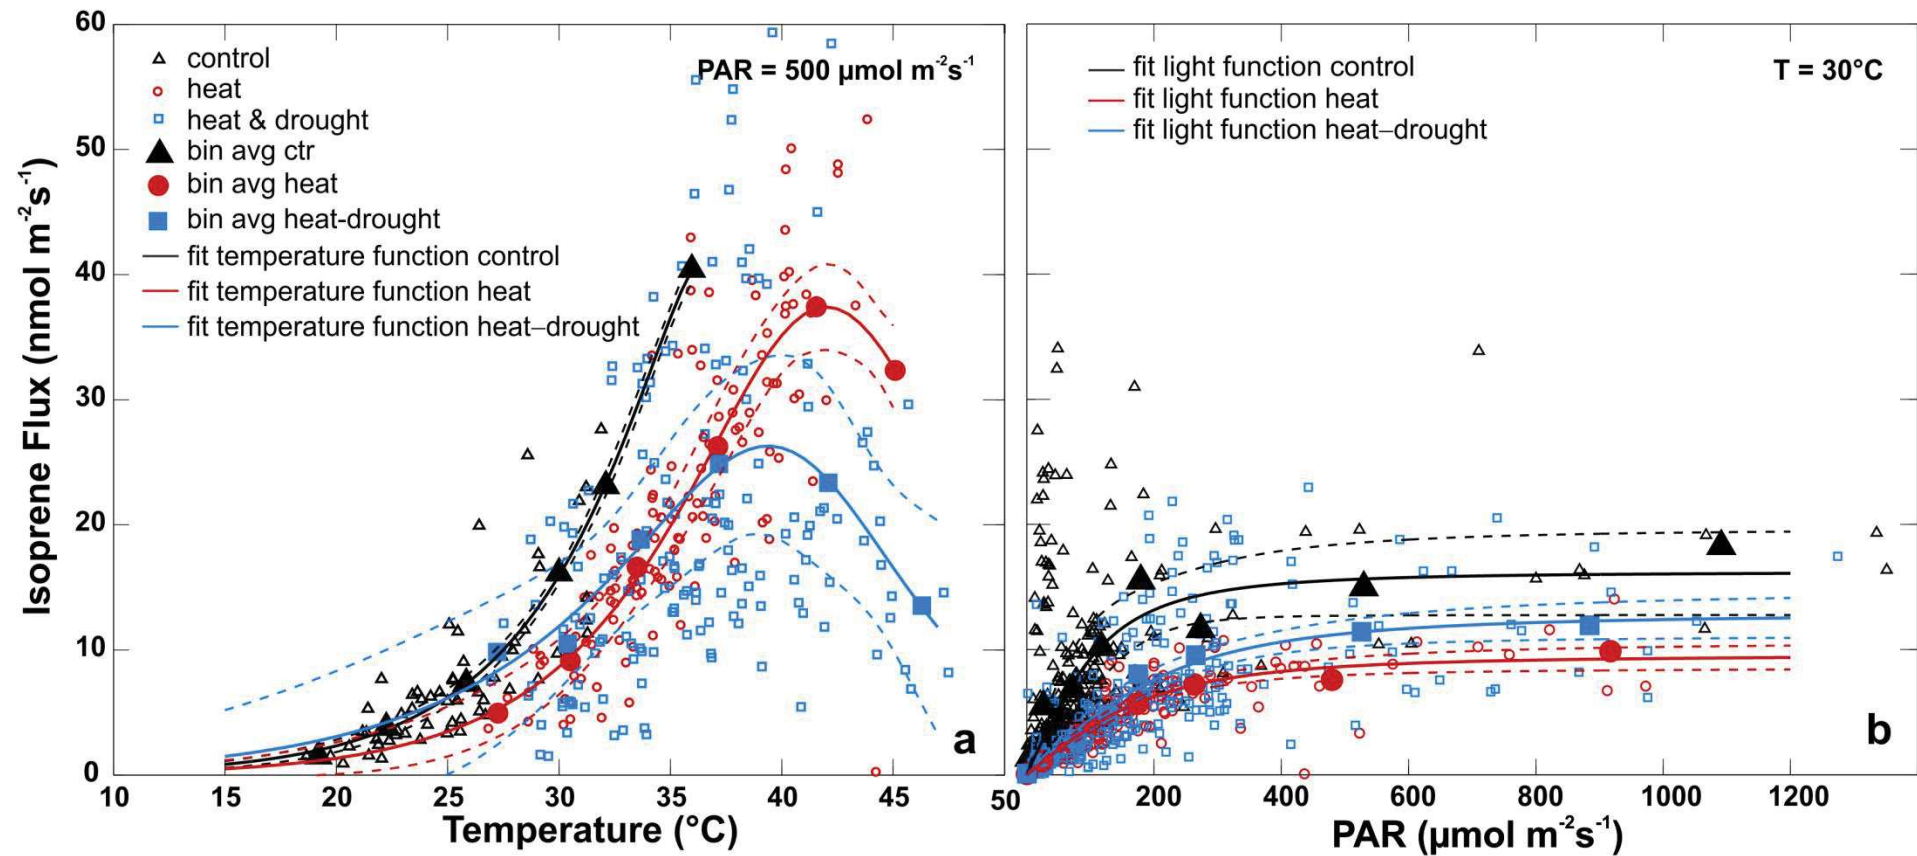 Isoprene Flux (nmol m⁻²s⁻¹)
60
50
40
30
20
10
0
control
heat
heat & drought
bin avg ctr
bin avg heat
bin avg heat-drought
fit temperature function control
fit temperature function heat
fit temperature function heat–drought
PAR = 500 µmol m⁻²s⁻¹
a
10 15 20 25 30 35 40 45 50
Temperature (°C)
fit light function control
fit light function heat
fit light function heat–drought
T = 30°C
b
200 400 600 800 1000 1200
PAR (µmol m⁻²s⁻¹)